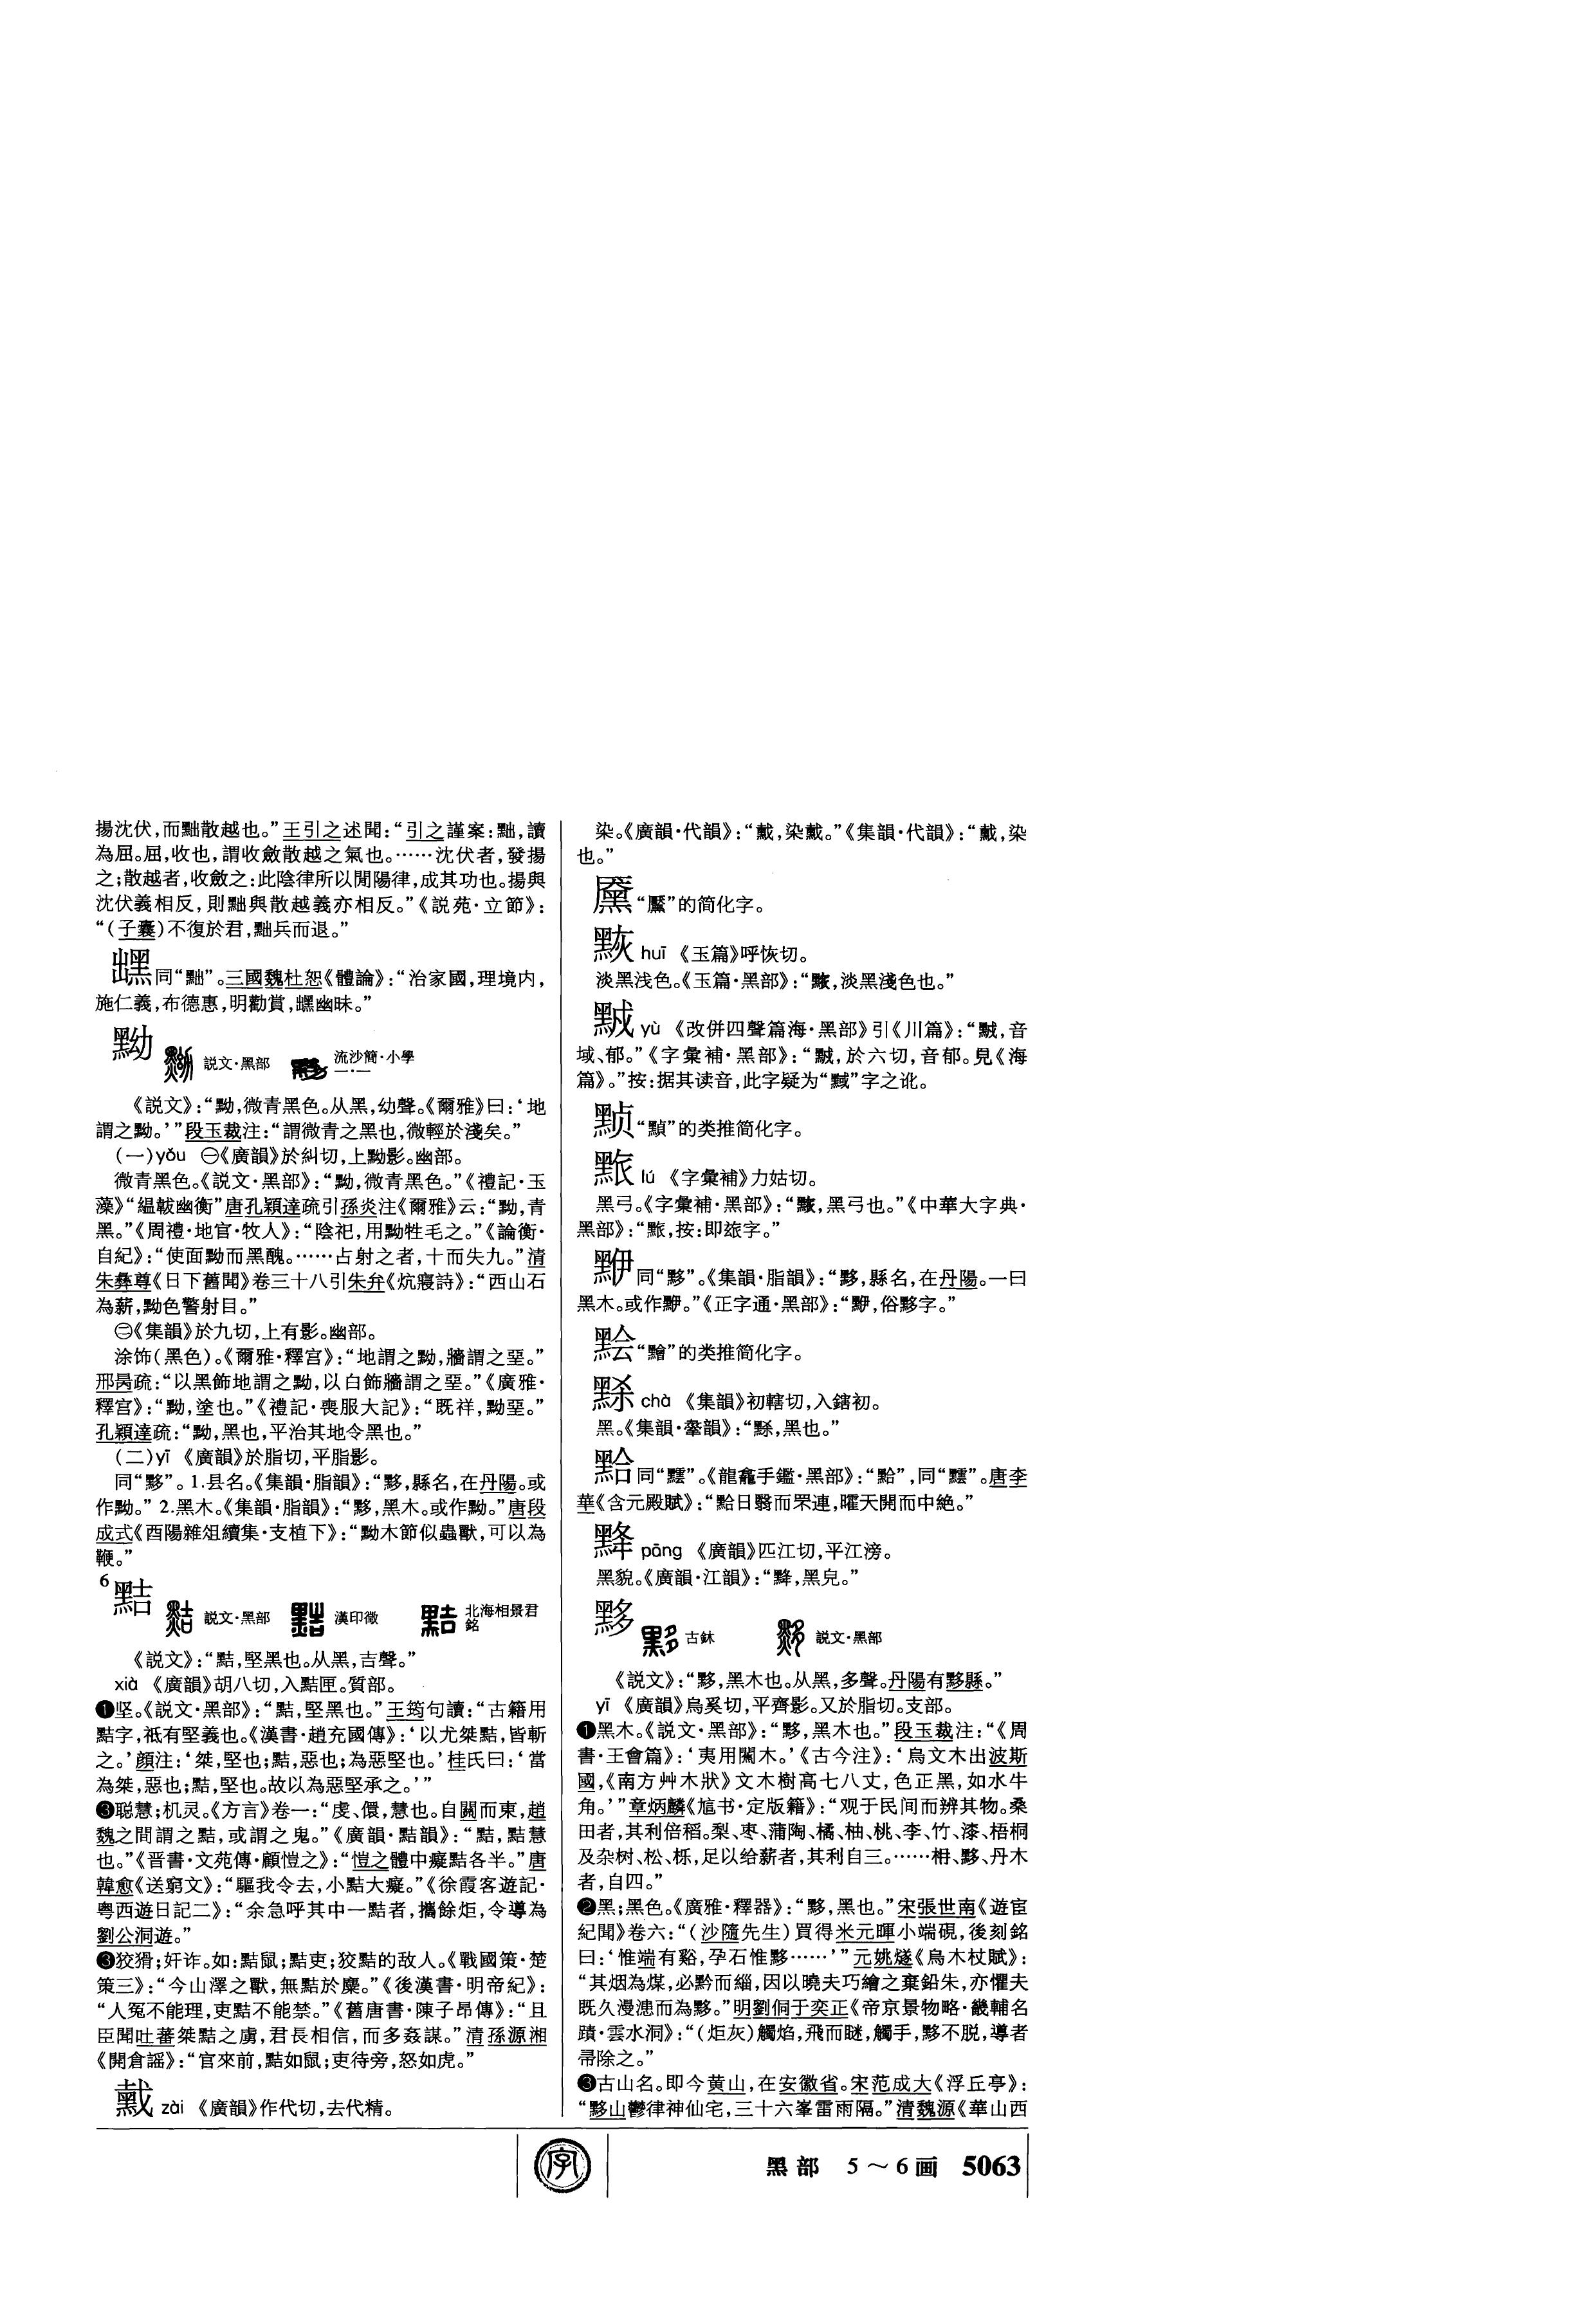 揚沈伏，而黜散越也。”王引之述聞：“引之謹案：黜，讀
為屈。屈，收也，謂收斂散越之氣也。……沈伏者，發揚
之；散越者，收斂之：此陰律所以閒陽律，成其功也。揚與
沈伏義相反，則黜與散越義亦相反。”《説苑·立節》：
“（子囊）不復於君，黜兵而退。”
同“黜”。三國魏杜恕《體論》：“治家國，理境内，
施仁義，布德惠，明勸賞，幽昧。”
黝 説文·黑部 流沙簡·小學
一·一
《説文》：“黝，微青黑色。从黑，幼聲。《爾雅》曰：‘地
謂之黝。’”段玉裁注：“謂微青之黑也，微輕於淺矣。”
（一）yǒu ㊀《廣韻》於糾切，上黝影。幽部。
微青黑色。《説文·黑部》：“黝，微青黑色。”《禮記·玉
藻》“緼韍幽衡”唐孔穎達疏引孫炎注《爾雅》云：“黝，青
黑。”《周禮·地官·牧人》：“陰祀，用黝牲毛之。”《論衡·
自紀》：“使面黝而黑醜。……占射之者，十而失九。”清
朱彝尊《日下舊聞》卷三十八引朱弁《炕寢詩》：“西山石
為薪，黝色警射目。”
㊁《集韻》於九切，上有影。幽部。
涂饰（黑色）。《爾雅·釋宫》：“地謂之黝，牆謂之堊。”
邢昺疏：“以黑飾地謂之黝，以白飾牆謂之堊。”《廣雅·
釋宫》：“黝，塗也。”《禮記·喪服大記》：“既祥，黝堊。”
孔穎達疏：“黝，黑也，平治其地令黑也。”
（二）yī 《廣韻》於脂切，平脂影。
同“黟”。1.县名。《集韻·脂韻》：“黟，縣名，在丹陽。或
作黝。” 2.黑木。《集韻·脂韻》：“黟，黑木。或作黝。”唐段
成式《酉陽雜俎續集·支植下》：“黝木節似蟲獸，可以為
鞭。”
6
黠 説文·黑部 漢印徵 北海相景君
銘
《説文》：“黠，堅黑也。从黑，吉聲。”
xiá 《廣韻》胡八切，入黠匣。質部。
❶坚。《説文·黑部》：“黠，堅黑也。”王筠句讀：“古籍用
黠字，祇有堅義也。《漢書·趙充國傳》：‘以尤桀黠，皆斬
之。’顔注：‘桀，堅也；黠，惡也；為惡堅也。’桂氏曰：‘當
為桀，惡也；黠，堅也。故以為惡堅承之。’”
❸聪慧；机灵。《方言》卷一：“虔、儇，慧也。自關而東，趙
魏之間謂之黠，或謂之鬼。”《廣韻·黠韻》：“黠，黠慧
也。”《晋書·文苑傳·顧愷之》：“愷之體中癡黠各半。”唐
韓愈《送窮文》：“驅我令去，小黠大癡。”《徐霞客遊記·
粤西遊日記二》：“余急呼其中一黠者，攜餘炬，令導為
劉公洞遊。”
❸狡猾；奸诈。如：黠鼠；黠吏；狡黠的敌人。《戰國策·楚
策三》：“今山澤之獸，無黠於麋。”《後漢書·明帝紀》：
“人冤不能理，吏黠不能禁。”《舊唐書·陳子昂傳》：“且
臣聞吐蕃桀黠之虜，君長相信，而多姦謀。”清孫源湘
《開倉謡》：“官來前，黠如鼠；吏待旁，怒如虎。”
zài 《廣韻》作代切，去代精。
染。《廣韻·代韻》：“，染。”《集韻·代韻》：“，染
也。”
“黶”的简化字。
huī 《玉篇》呼恢切。
淡黑浅色。《玉篇·黑部》：“，淡黑淺色也。”
yù 《改併四聲篇海·黑部》引《川篇》：“，音
域、郁。”《字彙補·黑部》：“，於六切，音郁。見《海
篇》。”按：据其读音，此字疑为“黬”字之讹。
“黰”的类推简化字。
lú 《字彙補》力姑切。
黑弓。《字彙補·黑部》：“，黑弓也。”《中華大字典·
黑部》：“，按：即玈字。”
同“黟”。《集韻·脂韻》：“黟，縣名，在丹陽。一曰
黑木。或作。”《正字通·黑部》：“，俗黟字。”
“黵”的类推简化字。
chà 《集韻》初轄切，入鎋初。
黑。《集韻·舝韻》：“，黑也。”
同“”。《龍龕手鑑·黑部》：“”，同“”。唐李
華《含元殿賦》：“日翳而罘連，曜天開而中絶。”
pāng 《廣韻》匹江切，平江滂。
黑貌。《廣韻·江韻》：“，黑皃。”
黟 古鉥 説文·黑部
《説文》：“黟，黑木也。从黑，多聲。丹陽有黟縣。”
yī 《廣韻》烏奚切，平齊影。又於脂切。支部。
❶黑木。《説文·黑部》：“黟，黑木也。”段玉裁注：“《周
書·王會篇》：‘夷用䦨木。’《古今注》：‘烏文木出波斯
國，《南方艸木狀》文木樹高七八丈，色正黑，如水牛
角。’”章炳麟《訄书·定版籍》：“观于民间而辨其物。桑
田者，其利倍稻。梨、枣、蒲陶、橘、柚、桃、李、竹、漆、梧桐
及杂树、松、栎，足以给薪者，其利自三。……楠、黟、丹木
者，自四。”
❷黑；黑色。《廣雅·釋器》：“黟，黑也。”宋張世南《遊宦
紀聞》卷六：“（沙隨先生）買得米元暉小端硯，後刻銘
曰：‘惟端有谿，孕石惟黟……’”元姚燧《烏木杖賦》：
“其烟為煤，必黔而緇，因以曉夫巧繪之棄鉛朱，亦懼夫
既久漫漶而為黟。”明劉侗于奕正《帝京景物略·畿輔名
蹟·雲水洞》：“（炬灰）觸焰，飛而瞇，觸手，黟不脱，導者
帚除之。”
❸古山名。即今黄山，在安徽省。宋范成大《浮丘亭》：
“黟山鬱律神仙宅，三十六峯雷雨隔。”清魏源《華山西
字
黑部 5～6画 5063